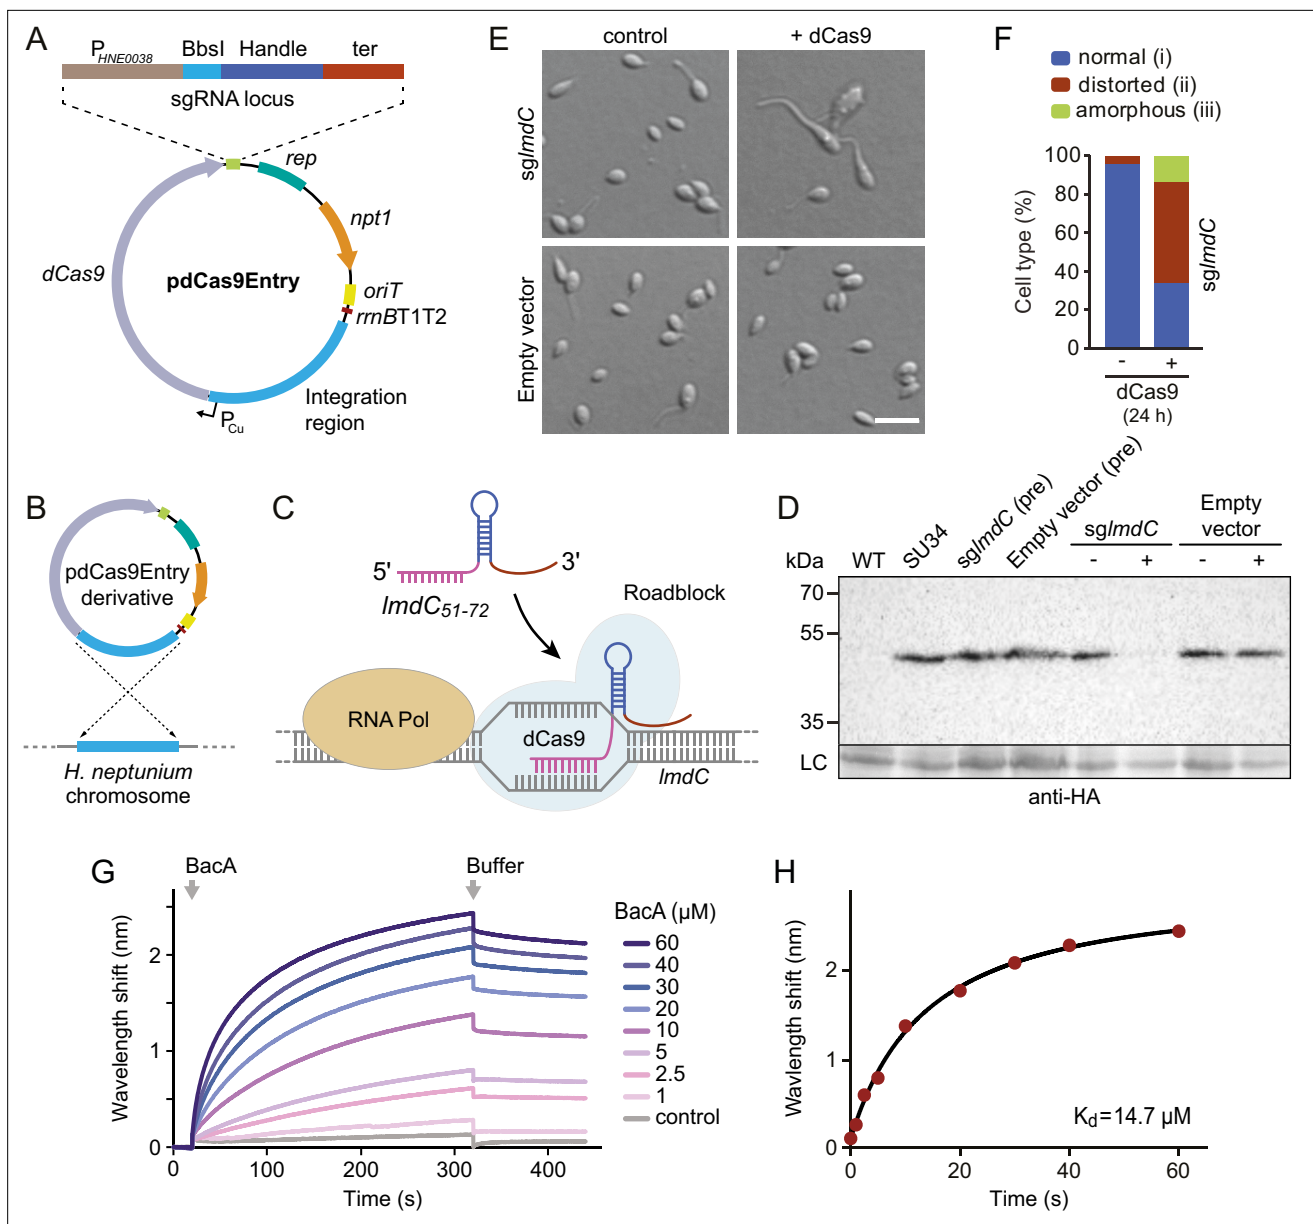 A
P_HNE0038 BbsI Handle ter
sgRNA locus
rep
npt1
dCas9
pdCas9Entry
oriT
rrnBT1T2
Integration
region
P_Cu
B
pdCas9Entry
derivative
H. neptunium
chromosome
C
5'
3'
lmdC_51-72
Roadblock
RNA Pol
dCas9
lmdC
D
kDa
WT
SU34
sglmdC (pre)
Empty vector (pre)
sglmdC
- +
Empty
vector
- +
70
55
35
LC
anti-HA
E
control
+ dCas9
sglmdC
Empty vector
F
normal (i)
distorted (ii)
amorphous (iii)
Cell type (%)
100
80
60
40
20
0
sglmdC
- +
dCas9
(24 h)
G
BacA
Buffer
Wavelength shift (nm)
2
1
0
0 100 200 300 400
Time (s)
BacA (µM)
60
40
30
20
10
5
2.5
1
control
H
Wavlength shift (nm)
2
1
0
0 20 40 60
Time (s)
K_d=14.7 µM